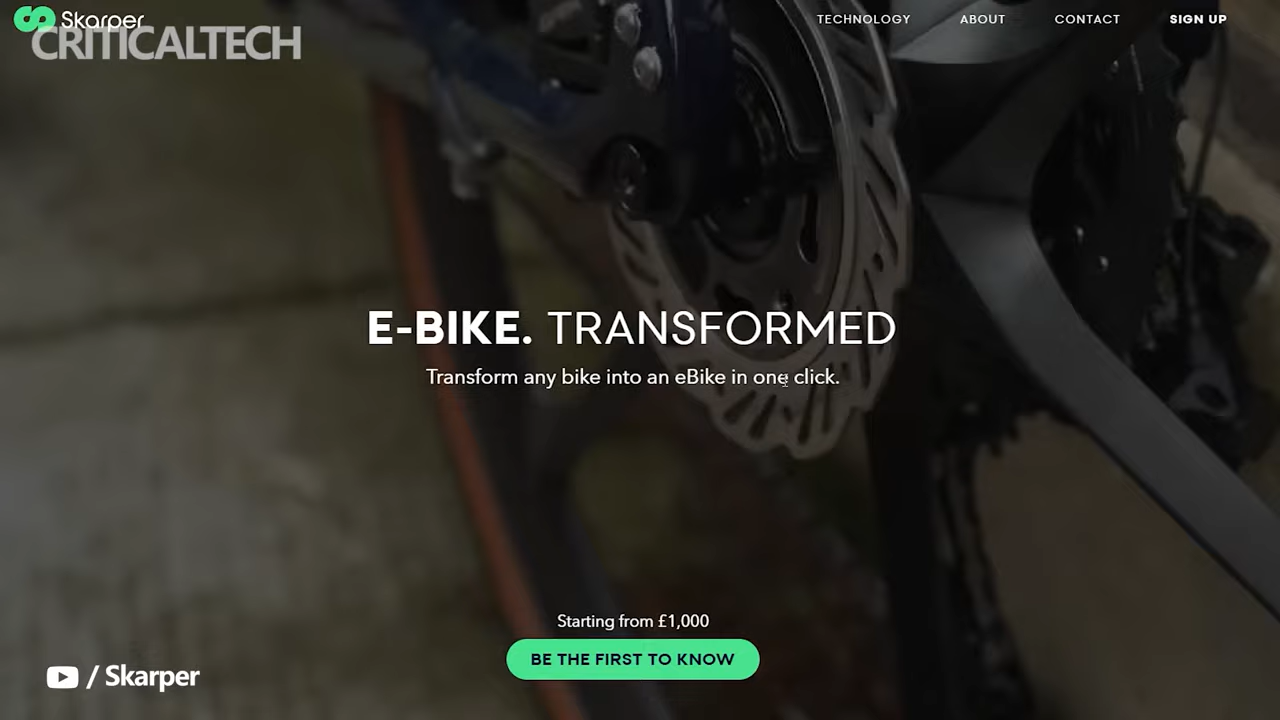 Skarper
TECHNOLOGY ABOUT CONTACT SIGN UP
CRITICALTECH
E-BIKE. TRANSFORMED
Transform any bike into an eBike in one click.
Starting from £1,000
BE THE FIRST TO KNOW
/ Skarper